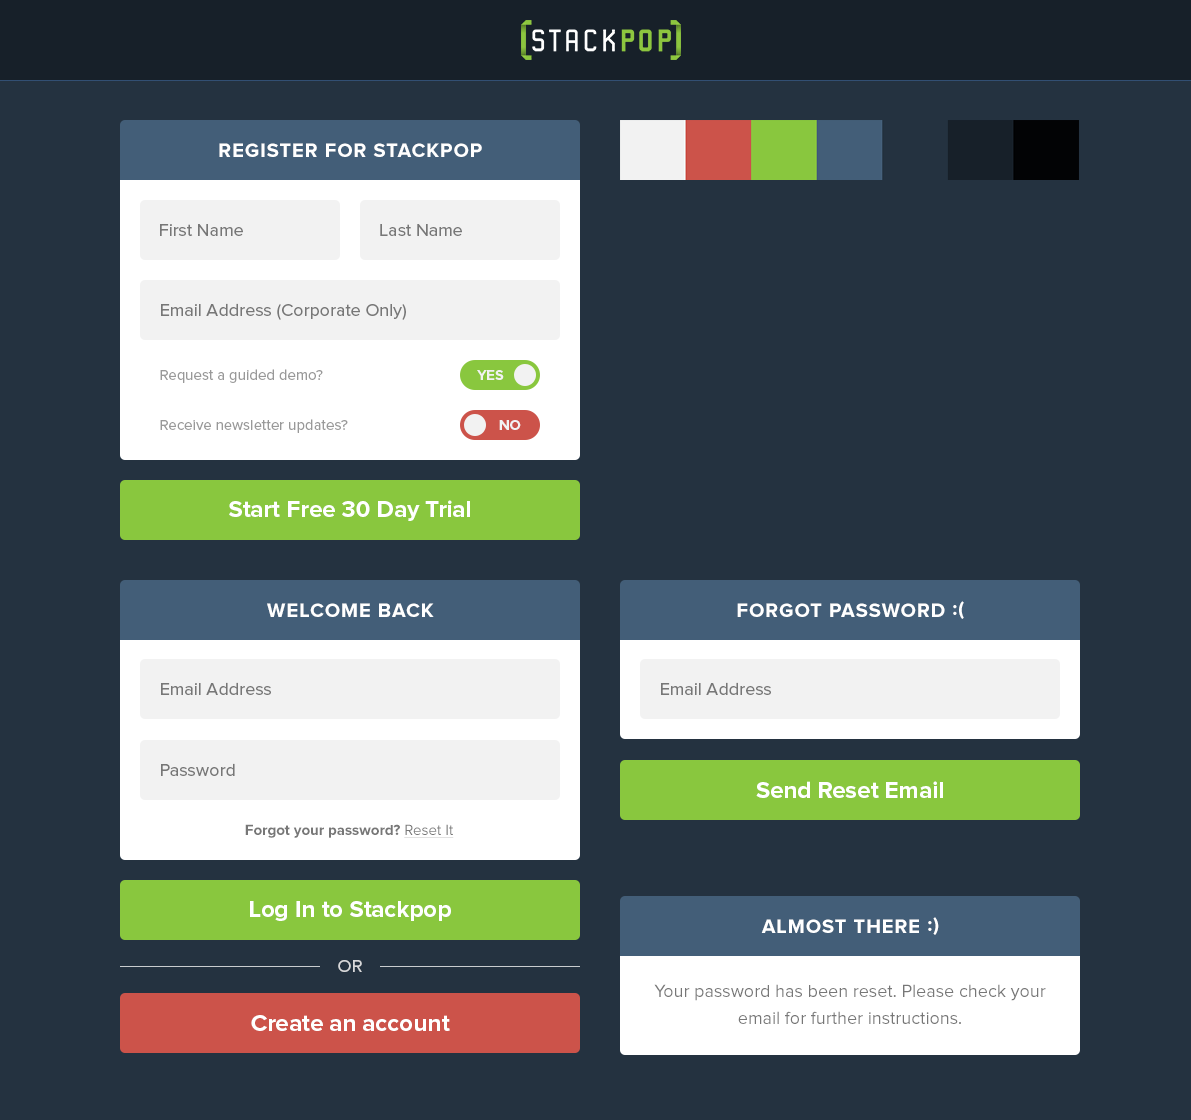 [STACKPOP]
REGISTER FOR STACKPOP
First Name
Last Name
Email Address (Corporate Only)
Request a guided demo?
YES
Receive newsletter updates?
NO
Start Free 30 Day Trial
WELCOME BACK
Email Address
Password
Forgot your password? Reset It
Log In to Stackpop
OR
Create an account
FORGOT PASSWORD :(
Email Address
Send Reset Email
ALMOST THERE :)
Your password has been reset. Please check your
email for further instructions.